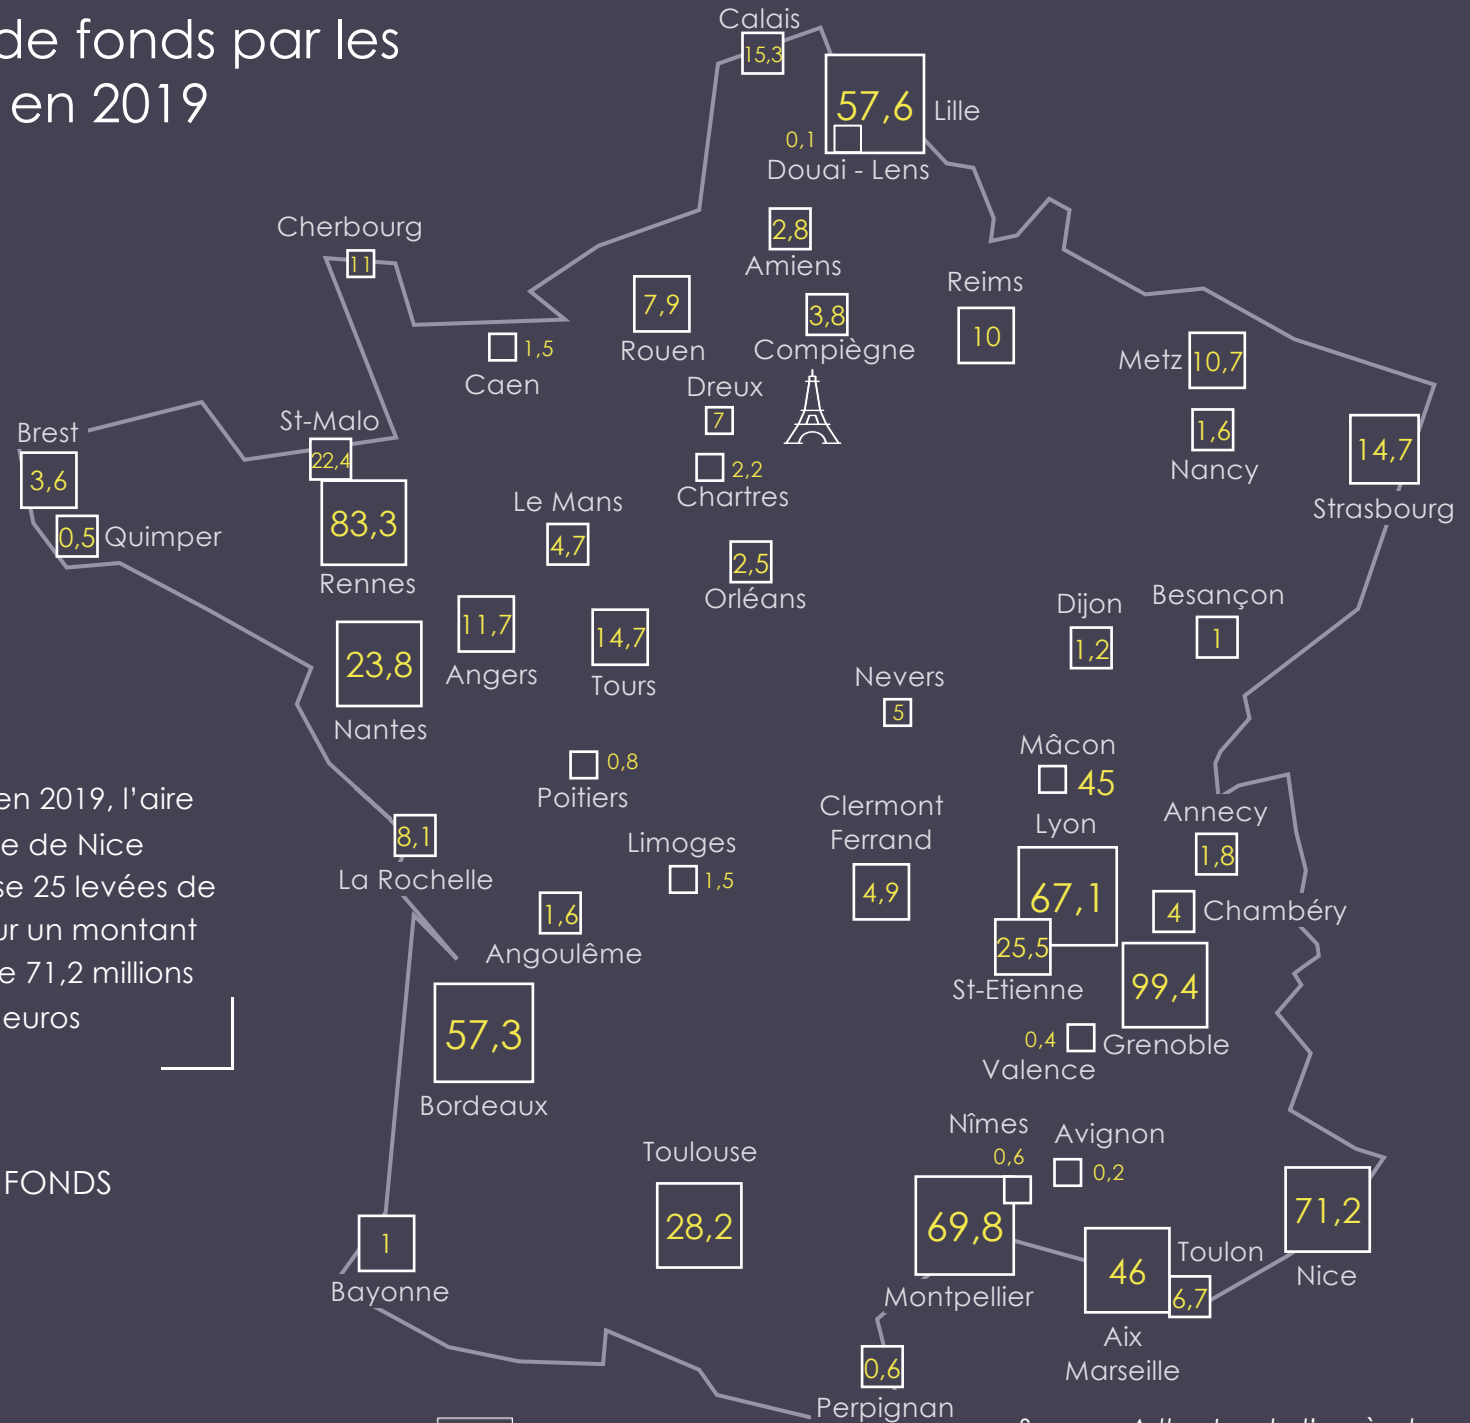 de fonds par les
en 2019
Calais
15,3
57,6
Lille
0,1
Douai - Lens
Cherbourg
11
2,8
Amiens
7,9
Rouen
3,8
Compiègne
Reims
10
Metz
10,7
1,5
Caen
Dreux
7
1,6
Nancy
14,7
Strasbourg
Brest
3,6
0,5
Quimper
St-Malo
22,4
83,3
Rennes
2,2
Chartres
Le Mans
4,7
2,5
Orléans
11,7
Angers
14,7
Tours
Dijon
1,2
Besançon
1
23,8
Nantes
Nevers
5
Mâcon
45
0,8
Poitiers
en 2019, l’aire
e de Nice
se 25 levées de
ur un montant
e 71,2 millions
euros
8,1
La Rochelle
Limoges
1,5
Clermont
Ferrand
4,9
Lyon
67,1
Annecy
1,8
4
Chambéry
1,6
Angoulême
25,5
St-Etienne
99,4
Grenoble
0,4
Valence
57,3
Bordeaux
FONDS
Toulouse
28,2
Nîmes
0,6
Avignon
0,2
69,8
Montpellier
71,2
Nice
1
Bayonne
46
Aix
Marseille
Toulon
6,7
0,6
Perpignan